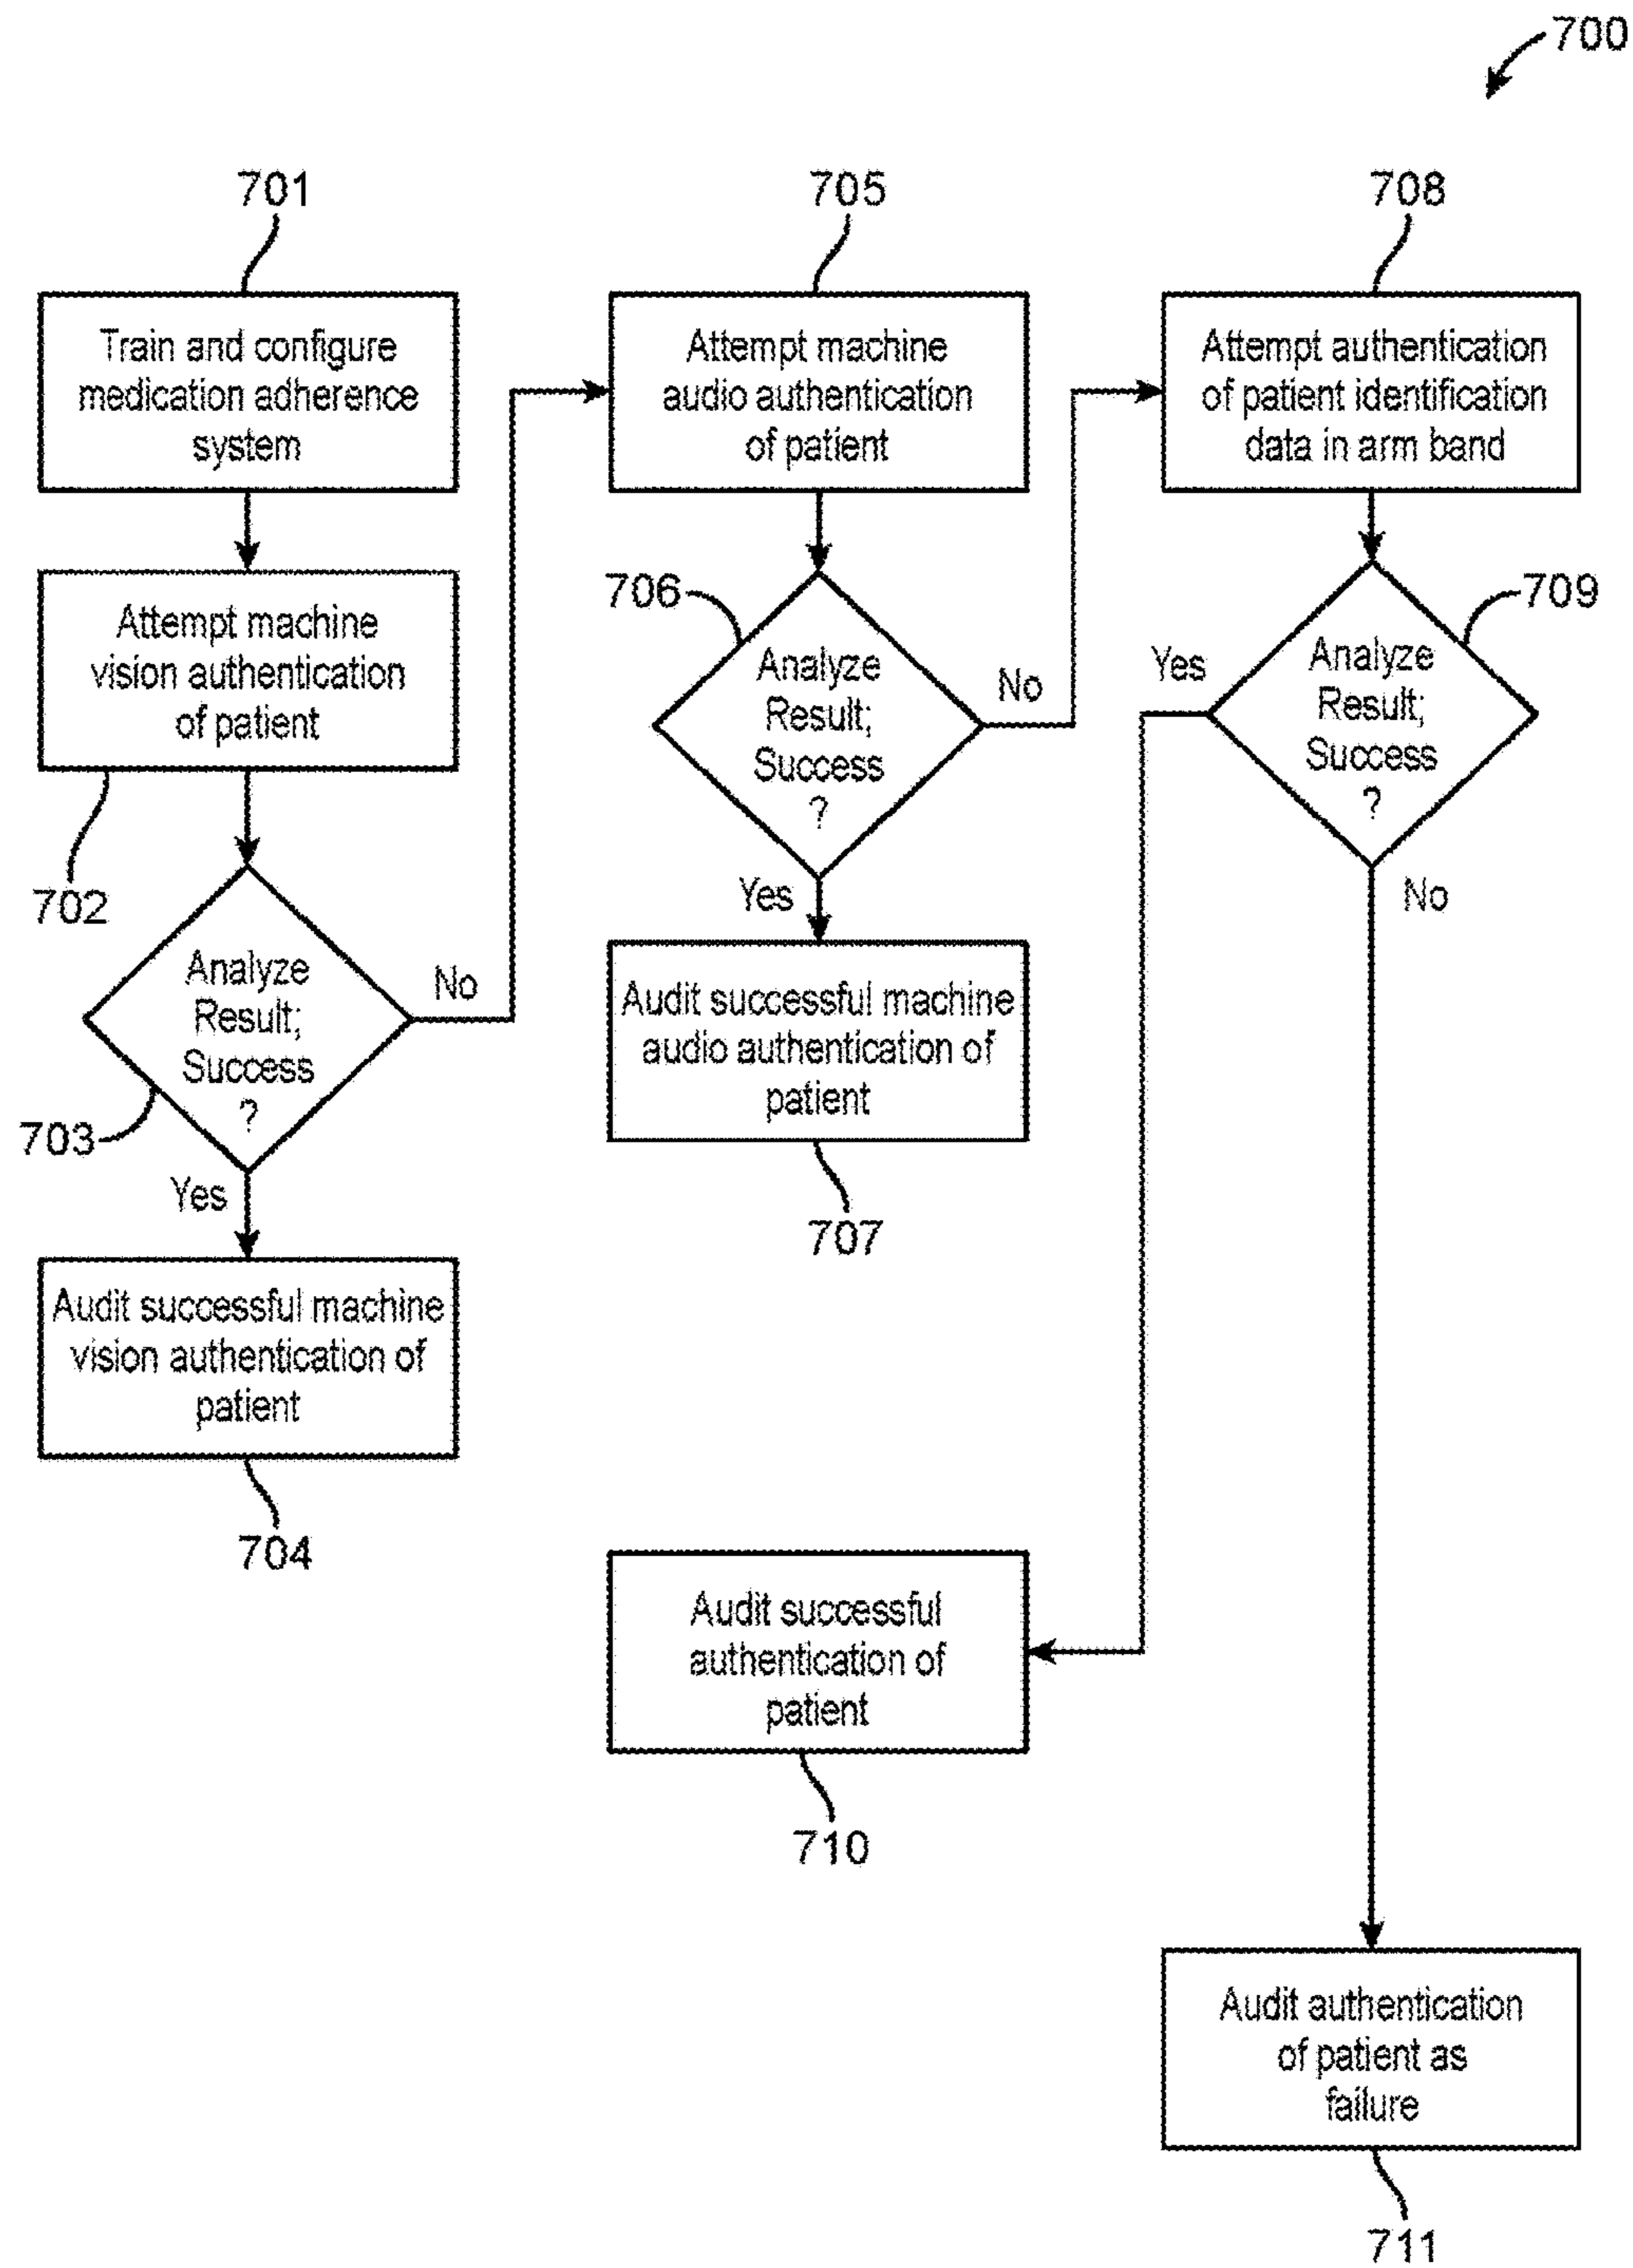 700
701
Train and configure
medication adherence
system
Attempt machine
vision authentication
of patient
702
Analyze
Result;
Success
?
703
No
Yes
Audit successful machine
vision authentication of
patient
704
705
Attempt machine
audio authentication
of patient
706
Analyze
Result;
Success
?
No
Yes
Audit successful machine
audio authentication of
patient
707
708
Attempt authentication
of patient identification
data in arm band
709
Analyze
Result;
Success
?
Yes
No
Audit successful
authentication of
patient
710
Audit authentication
of patient as
failure
711